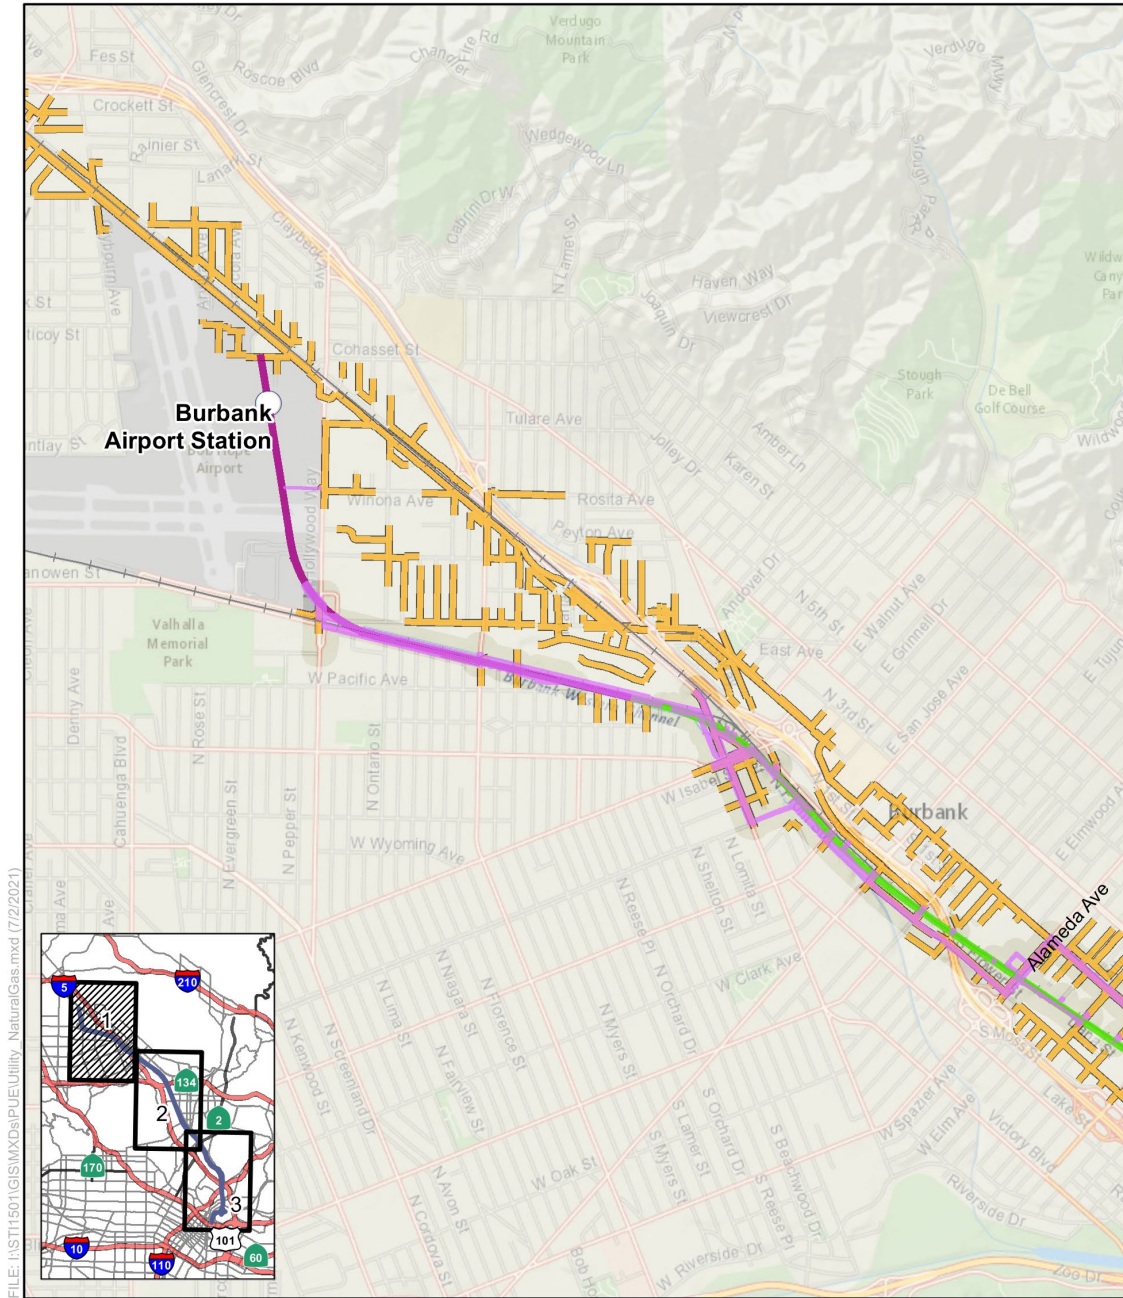 Verdugo
Mountain
Park
Verdugo
Mwy
Fes St
Roscoe Blvd
Chandler
Fire Rd
Glencrest Dr
Crockett St
Rainier St
Lanark St
Wedgewood Ln
Cabrini Dr W
Claybeck Ave
N Lamer St
Haven Way
Joaquin Dr
Viewcrest Dr
Stough
Park
De Bell
Golf Course
Cohasset St
Tulare Ave
Jolley Dr
Amber Ln
Karen St
Burbank
Airport Station
Bob Hope
Airport
Hollywood Way
Winona Ave
Rosita Ave
Peyton Ave
Andover Dr
N 5th St
E Walnut Ave
E Grinnell Dr
Valhalla
Memorial
Park
East Ave
N 3rd St
E San Jose Ave
W Pacific Ave
Denny Ave
N Rose St
Cahuenga Blvd
N Ontario St
N Evergreen St
N Pepper St
W Wyoming Ave
N 1st St
Burbank
N Lomita St
N Shelton St
N Reese Pl
W Clark Ave
N Orchard Dr
Alameda Ave
N Niagara St
N Lima St
N Florence St
N Kenwood St
N Screenland Dr
N Fairview St
N Myers St
S Moss St
W Spazier Ave
W Elm Ave
Lake St
Victory Blvd
S Orchard Dr
S Lamer St
S Myers St
S Beachwood Dr
S Reese Pl
W Oak St
N Avon St
N Cordova St
W Riverside Dr
Riverside Dr
Zoo Dr
5
210
1
134
2
2
170
3
101
10
110
60
FILE: I:\STI1501\GIS\MXDs\PUE\Utility_NaturalGas.mxd (7/2/2021)